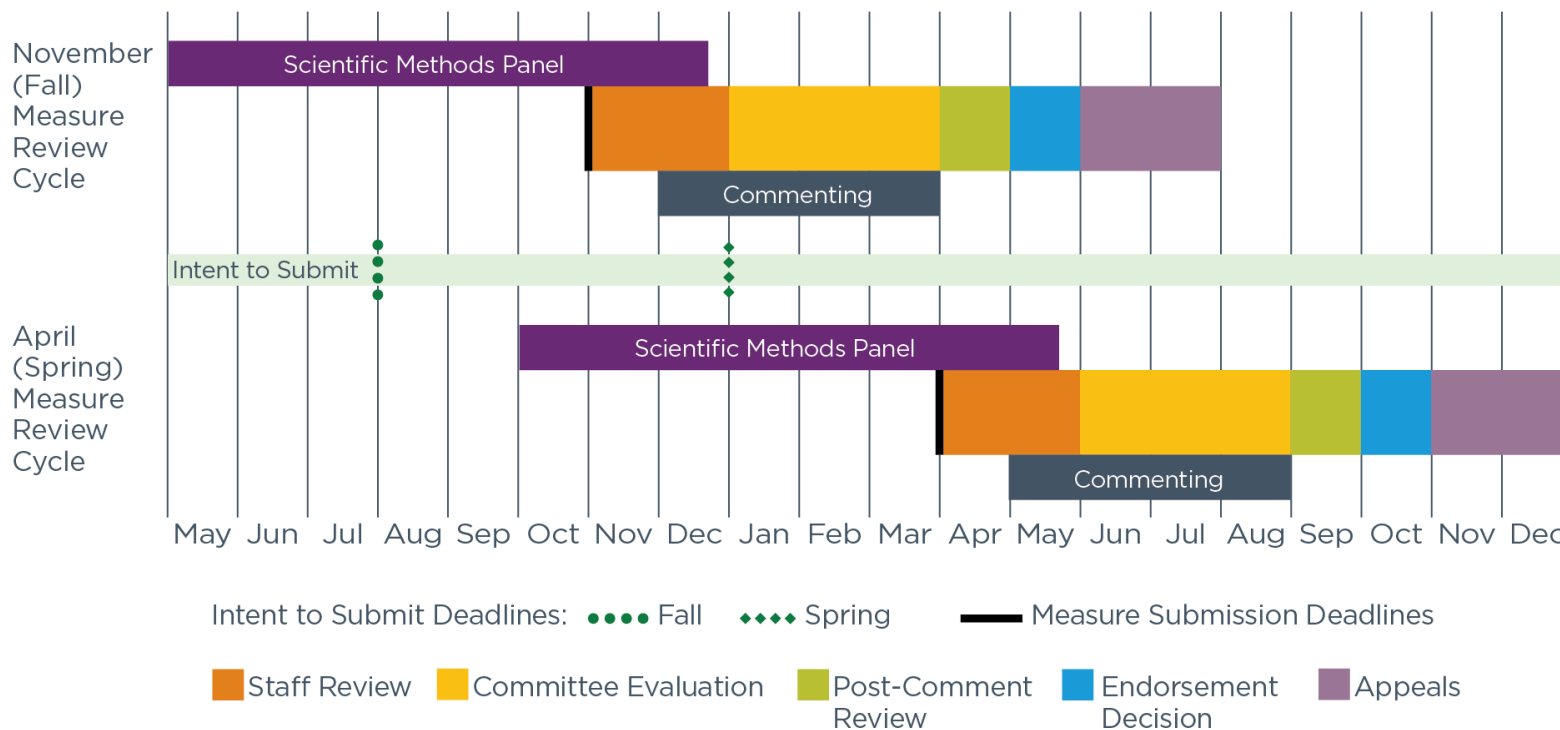 November
(Fall)
Measure
Review
Cycle
Scientific Methods Panel
Commenting
Intent to Submit
April
(Spring)
Measure
Review
Cycle
Scientific Methods Panel
Commenting
May Jun Jul Aug Sep Oct Nov Dec Jan Feb Mar Apr May Jun Jul Aug Sep Oct Nov Dec
Intent to Submit Deadlines: Fall Spring Measure Submission Deadlines
Staff Review Committee Evaluation Post-Comment Endorsement Appeals
Review Decision